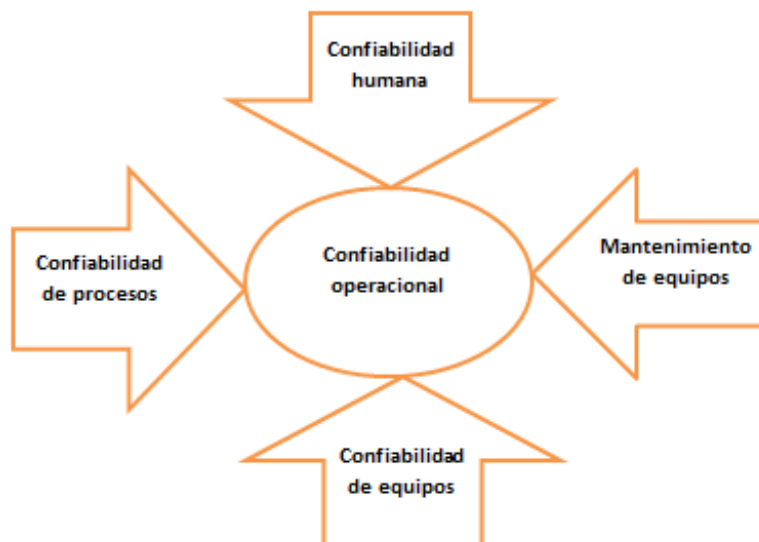 Confiabilidad
humana
Confiabilidad
de procesos
Confiabilidad
operacional
Mantenimiento
de equipos
Confiabilidad
de equipos